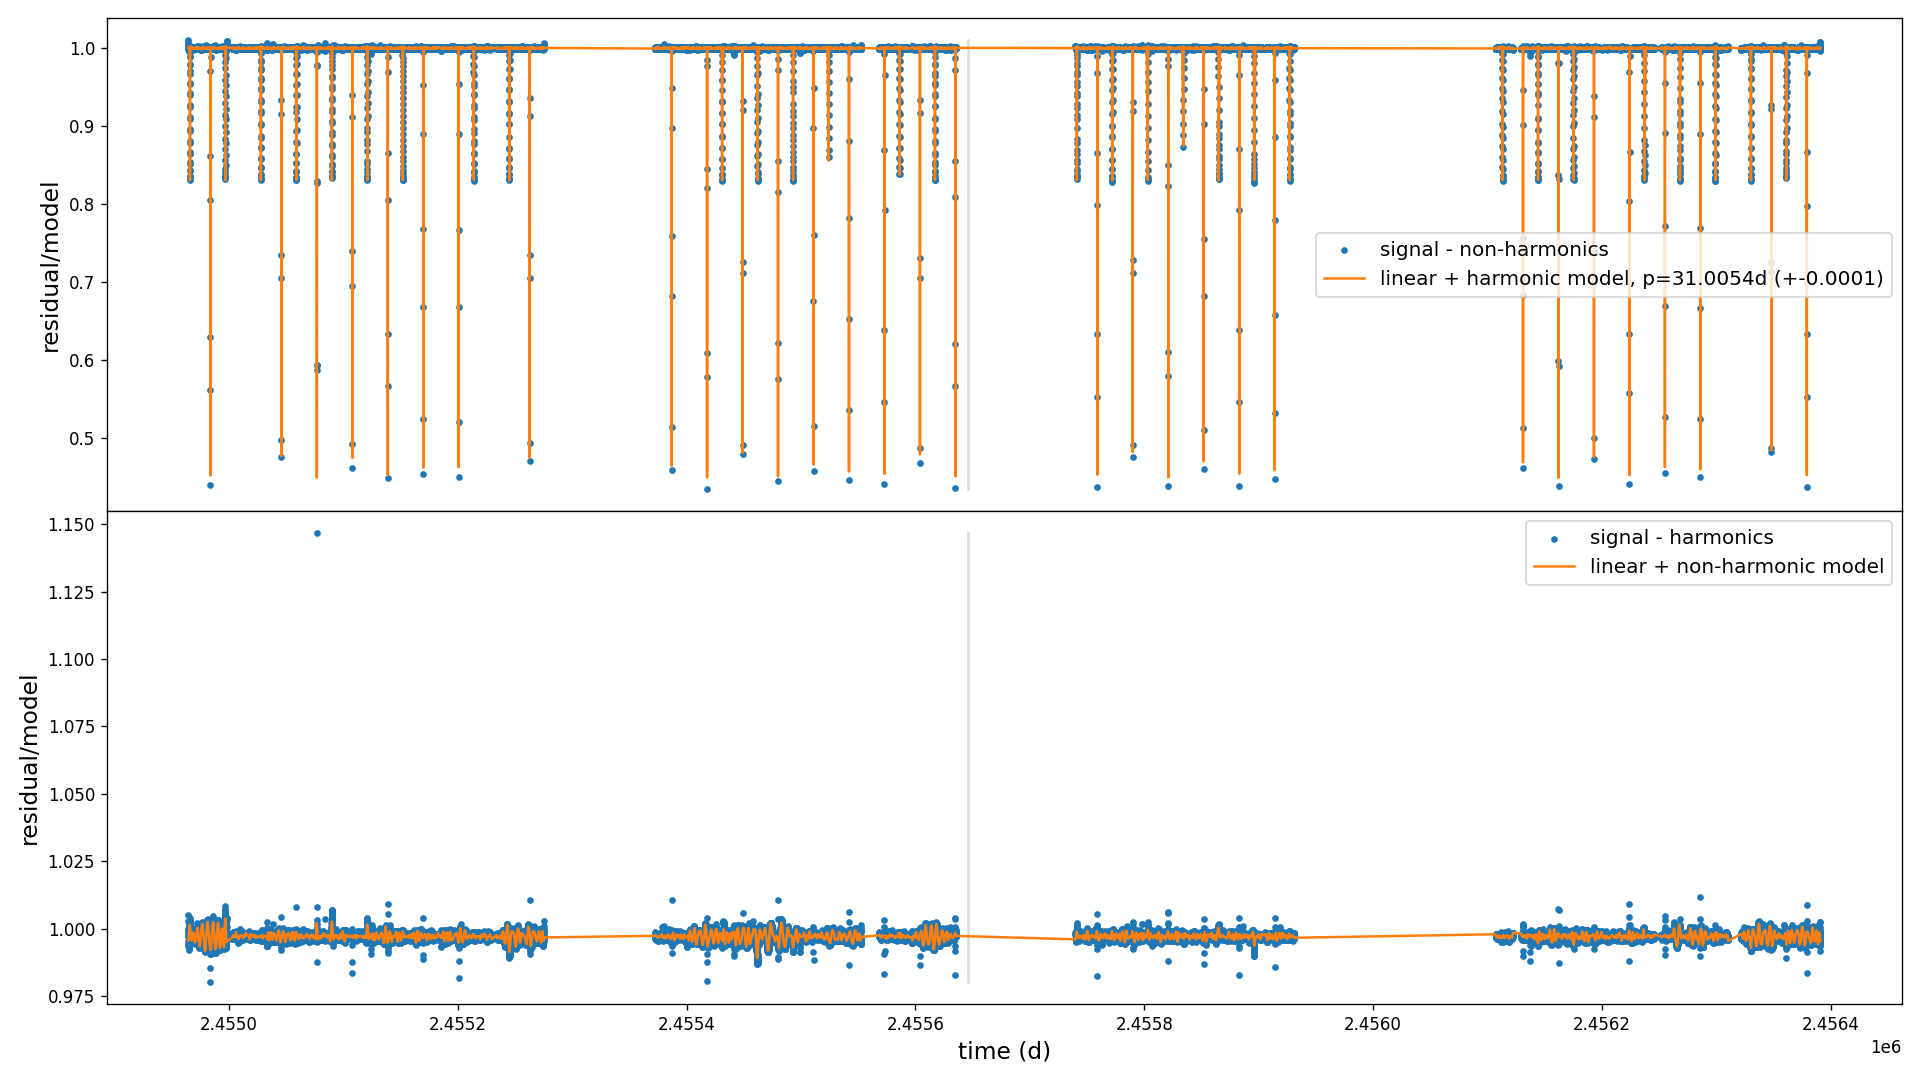 1.0
0.9
0.8
0.7
0.6
0.5
residual/model
signal - non-harmonics
linear + harmonic model, p=31.0054d (+-0.0001)
1.150
1.125
1.100
1.075
1.050
1.025
1.000
0.975
residual/model
signal - harmonics
linear + non-harmonic model
2.4550 2.4552 2.4554 2.4556 2.4558 2.4560 2.4562 2.4564
1e6
time (d)